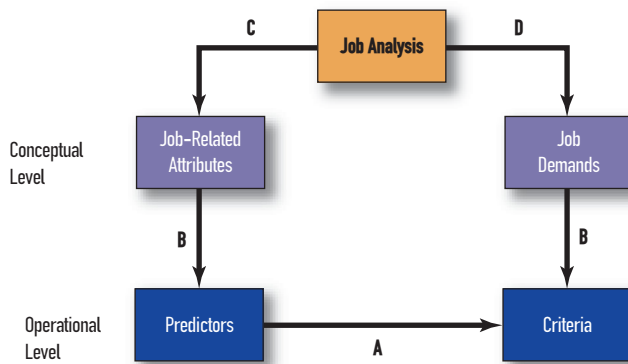 C
Job Analysis
D
Conceptual
Level
Job-Related
Attributes
Job
Demands
B
B
Operational
Level
Predictors
A
Criteria